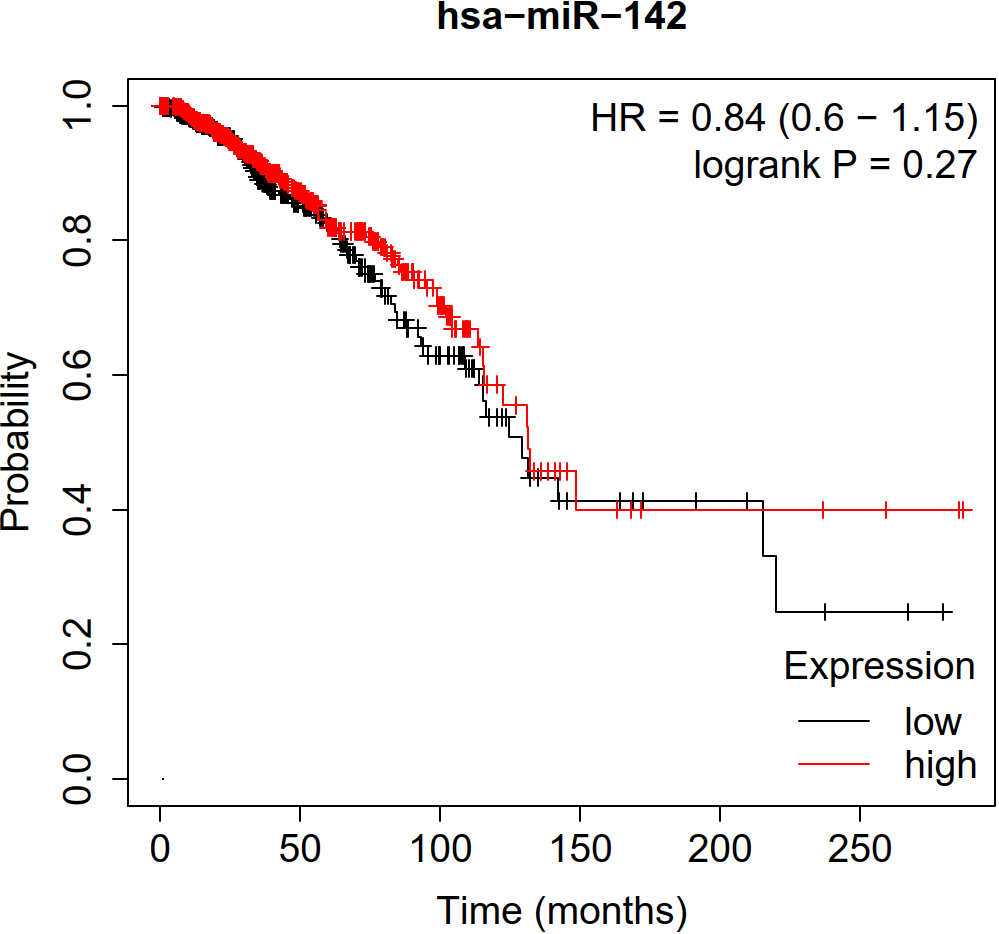 hsa−miR−142
HR = 0.84 (0.6 − 1.15)
logrank P = 0.27
Probability
1.0
0.8
0.6
0.4
0.2
0.0
Expression
low
high
0 50 100 150 200 250
Time (months)